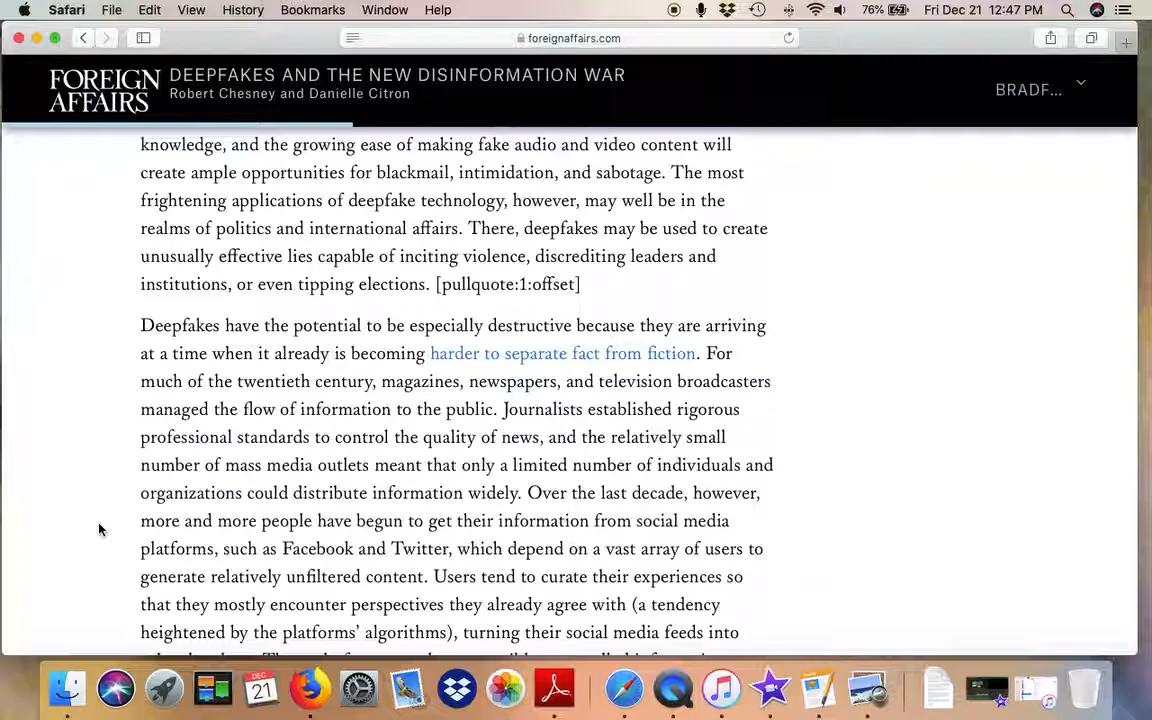 Safari File Edit View History Bookmarks Window Help 76% Fri Dec 21 12:47 PM
foreignaffairs.com
FOREIGN AFFAIRS
DEEPFAKES AND THE NEW DISINFORMATION WAR
Robert Chesney and Danielle Citron
BRADF...
knowledge, and the growing ease of making fake audio and video content will
create ample opportunities for blackmail, intimidation, and sabotage. The most
frightening applications of deepfake technology, however, may well be in the
realms of politics and international affairs. There, deepfakes may be used to create
unusually effective lies capable of inciting violence, discrediting leaders and
institutions, or even tipping elections. [pullquote:1:offset]
Deepfakes have the potential to be especially destructive because they are arriving
at a time when it already is becoming harder to separate fact from fiction. For
much of the twentieth century, magazines, newspapers, and television broadcasters
managed the flow of information to the public. Journalists established rigorous
professional standards to control the quality of news, and the relatively small
number of mass media outlets meant that only a limited number of individuals and
organizations could distribute information widely. Over the last decade, however,
more and more people have begun to get their information from social media
platforms, such as Facebook and Twitter, which depend on a vast array of users to
generate relatively unfiltered content. Users tend to curate their experiences so
that they mostly encounter perspectives they already agree with (a tendency
heightened by the platforms' algorithms), turning their social media feeds into
DEC
21